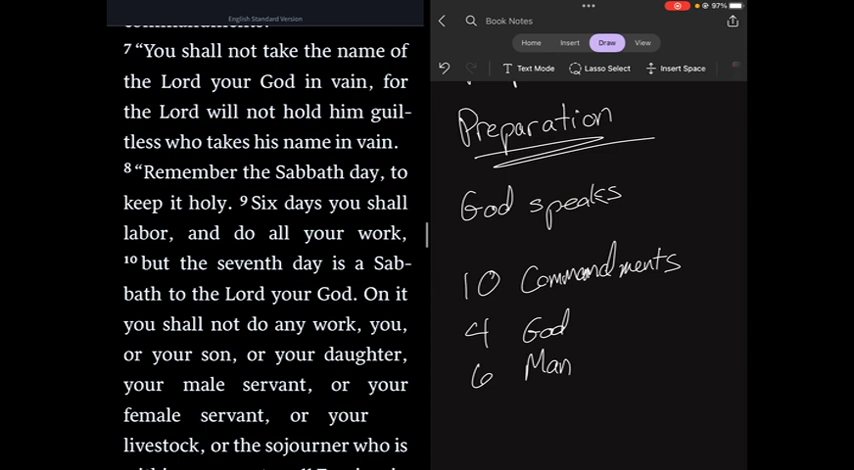 English Standard Version
commandments.
7 “You shall not take the name of
the Lord your God in vain, for
the Lord will not hold him guil-
tless who takes his name in vain.
8 “Remember the Sabbath day, to
keep it holy. 9 Six days you shall
labor, and do all your work,
10 but the seventh day is a Sab-
bath to the Lord your God. On it
you shall not do any work, you,
or your son, or your daughter,
your male servant, or your
female servant, or your
livestock, or the sojourner who is
97%
Book Notes
Home Insert Draw View
Text Mode Lasso Select Insert Space
Preparation
God speaks
10 Commandments
4 God
6 Man